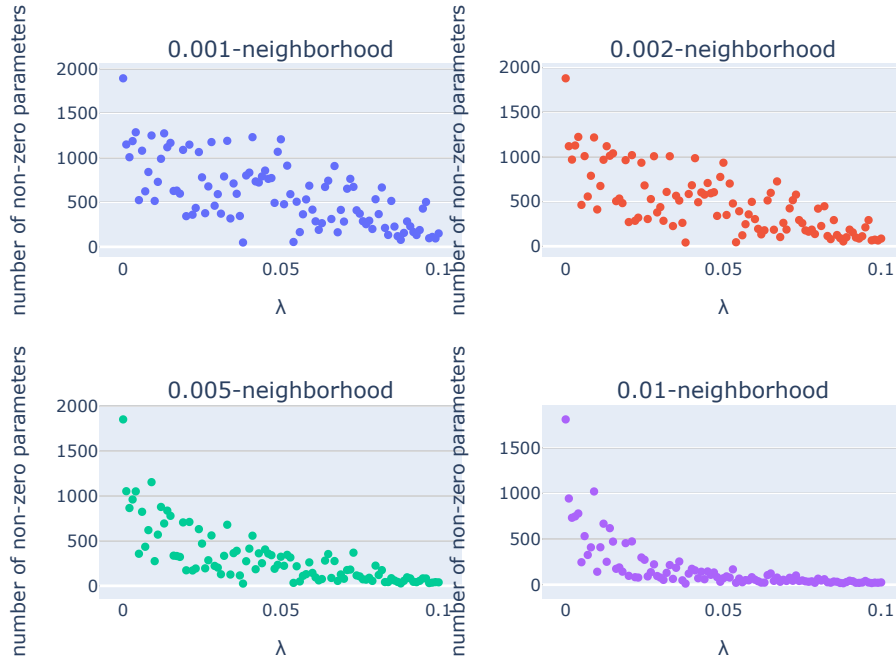 0.001-neighborhood
number of non-zero parameters
2000
1500
1000
500
0
0
0.05
0.1
λ
0.002-neighborhood
number of non-zero parameters
2000
1500
1000
500
0
0
0.05
0.1
λ
0.005-neighborhood
number of non-zero parameters
2000
1500
1000
500
0
0
0.05
0.1
λ
0.01-neighborhood
number of non-zero parameters
1500
1000
500
0
0
0.05
0.1
λ